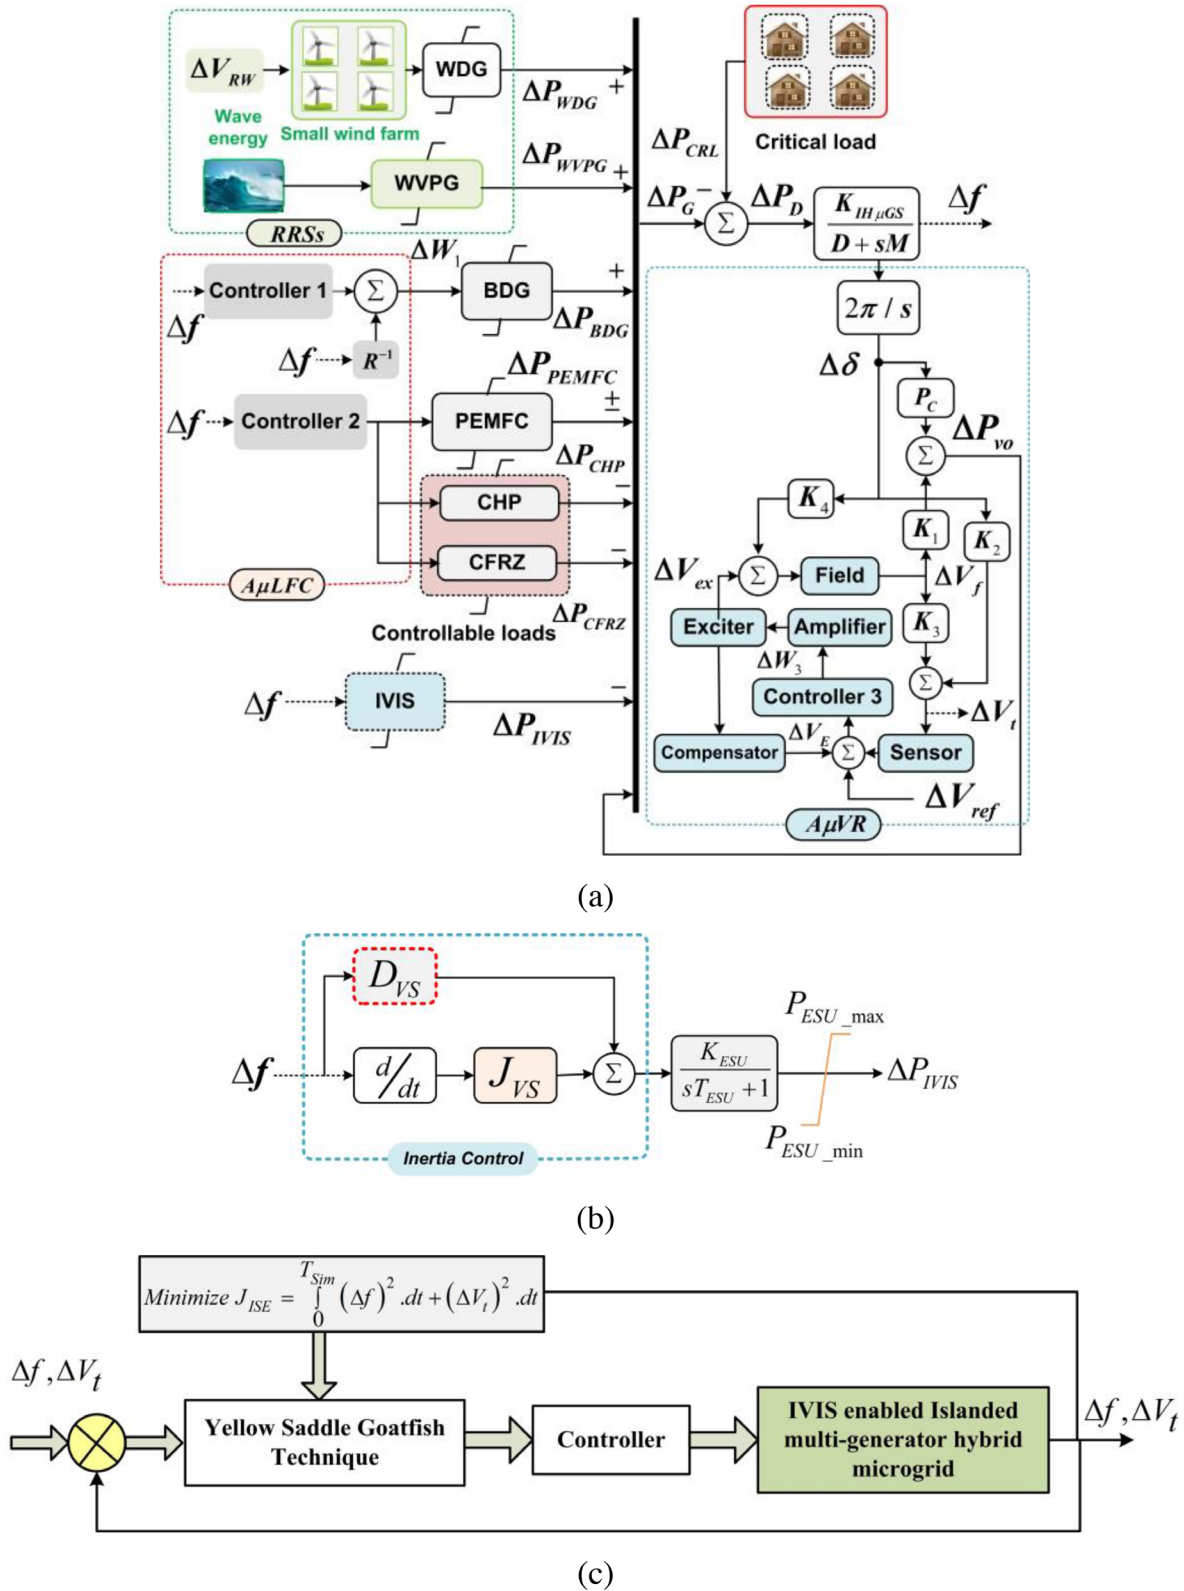 ΔV_RW
WDG
ΔP_WDG
+
Wave
energy
Small wind farm
WVPG
ΔP_WVPG
+
RRSs
Critical load
ΔP_CRL
ΔP_G
−
Σ
ΔP_D
K_IHμGS
D + sM
Δf
Controller 1
Δf
Σ
ΔW_1
BDG
+
ΔP_BDG
Δf
R^-1
2π / s
Δδ
P_C
Δf
Controller 2
PEMFC
ΔP_PEMFC
±
ΔP_CHP
CHP
−
CFRZ
−
ΔP_CFRZ
AμLFC
Controllable loads
Δf
IVIS
−
ΔP_IVIS
Σ
ΔP_vo
K_4
K_1
K_2
ΔV_ex
Σ
Field
ΔV_f
Exciter
Amplifier
K_3
ΔW_3
Controller 3
Σ
ΔV_t
Compensator
ΔV_E
Σ
Sensor
ΔV_ref
AμVR
(a)
D_VS
P_ESU_max
Δf
d/dt
J_VS
Σ
K_ESU
sT_ESU + 1
ΔP_IVIS
P_ESU_min
Inertia Control
(b)
Minimize J_ISE = ∫_0^T_Sim (Δf)^2 .dt + (ΔV_t)^2 .dt
Δf, ΔV_t
Yellow Saddle Goatfish
Technique
Controller
IVIS enabled Islanded
multi-generator hybrid
microgrid
Δf, ΔV_t
(c)